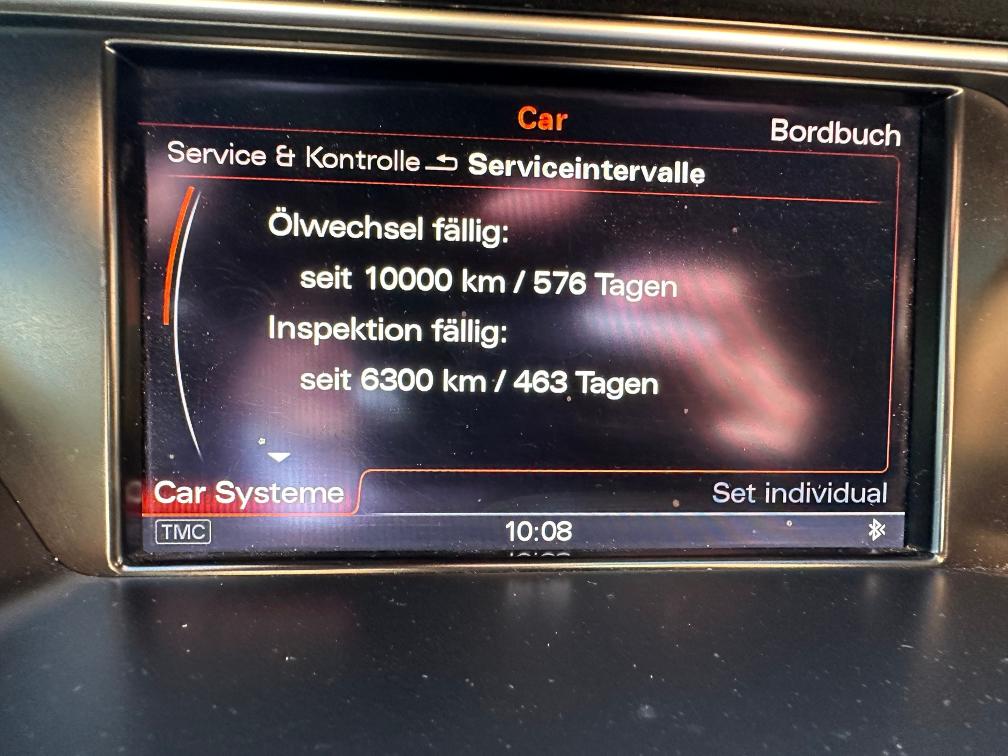 Car
Bordbuch
Service & Kontrolle Serviceintervalle
Ölwechsel fällig:
seit 10000 km / 576 Tagen
Inspektion fällig:
seit 6300 km / 463 Tagen
Car Systeme
Set individual
TMC
10:08